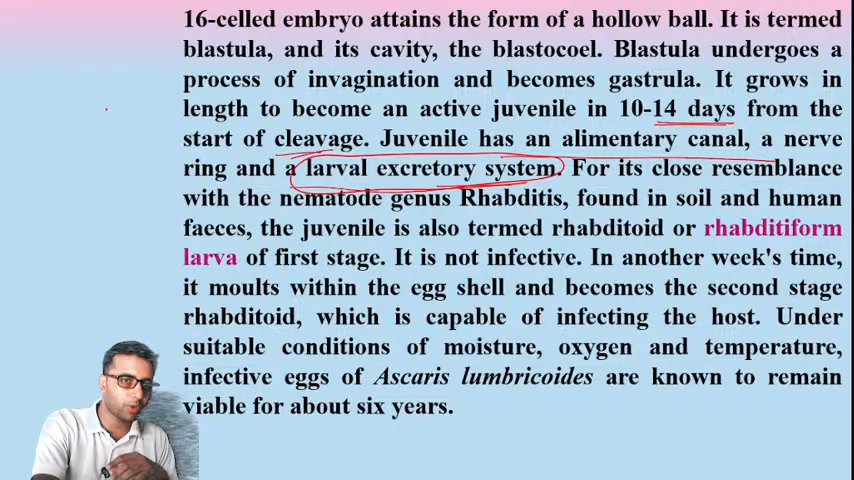 16-celled embryo attains the form of a hollow ball. It is termed
blastula, and its cavity, the blastocoel. Blastula undergoes a
process of invagination and becomes gastrula. It grows in
length to become an active juvenile in 10-14 days from the
start of cleavage. Juvenile has an alimentary canal, a nerve
ring and a larval excretory system. For its close resemblance
with the nematode genus Rhabditis, found in soil and human
faeces, the juvenile is also termed rhabditoid or rhabditiform
larva of first stage. It is not infective. In another week's time,
it moults within the egg shell and becomes the second stage
rhabditoid, which is capable of infecting the host. Under
suitable conditions of moisture, oxygen and temperature,
infective eggs of Ascaris lumbricoides are known to remain
viable for about six years.